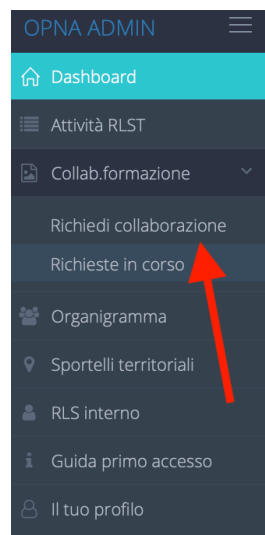 OPNA ADMIN
Dashboard
Attività RLST
Collab.formazione
Richiedi collaborazione
Richieste in corso
Organigramma
Sportelli territoriali
RLS interno
Guida primo accesso
Il tuo profilo